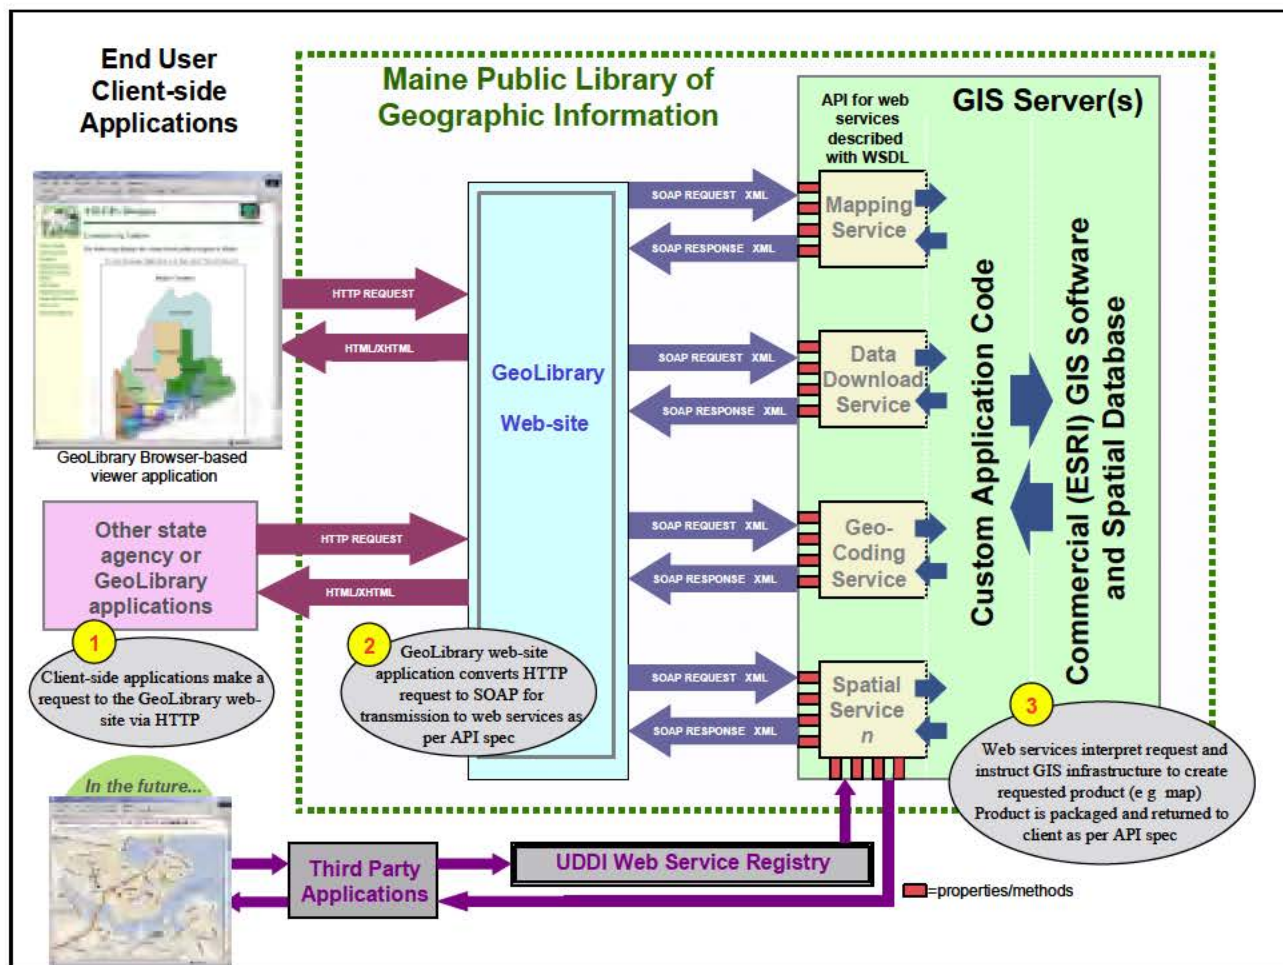 End User
Client-side
Applications
Maine Public Library of
Geographic Information
GIS Server(s)
API for web
services
described
with WSDL
GeoLibrary Browser-based
viewer application
HTTP REQUEST
HTML/XHTML
Other state
agency or
GeoLibrary
applications
HTTP REQUEST
HTML/XHTML
1
Client-side applications make a
request to the GeoLibrary web-
site via HTTP
GeoLibrary
Web-site
2
GeoLibrary web-site
application converts HTTP
request to SOAP for
transmission to web services as
per API spec
SOAP REQUEST XML
SOAP RESPONSE XML
Mapping
Service
SOAP REQUEST XML
SOAP RESPONSE XML
Data
Download
Service
SOAP REQUEST XML
SOAP RESPONSE XML
Geo-
Coding
Service
SOAP REQUEST XML
SOAP RESPONSE XML
Spatial
Service
n
Custom Application Code
Commercial (ESRI) GIS Software
and Spatial Database
3
Web services interpret request and
instruct GIS infrastructure to create
requested product (e g map)
Product is packaged and returned to
client as per API spec
In the future...
Third Party
Applications
UDDI Web Service Registry
=properties/methods